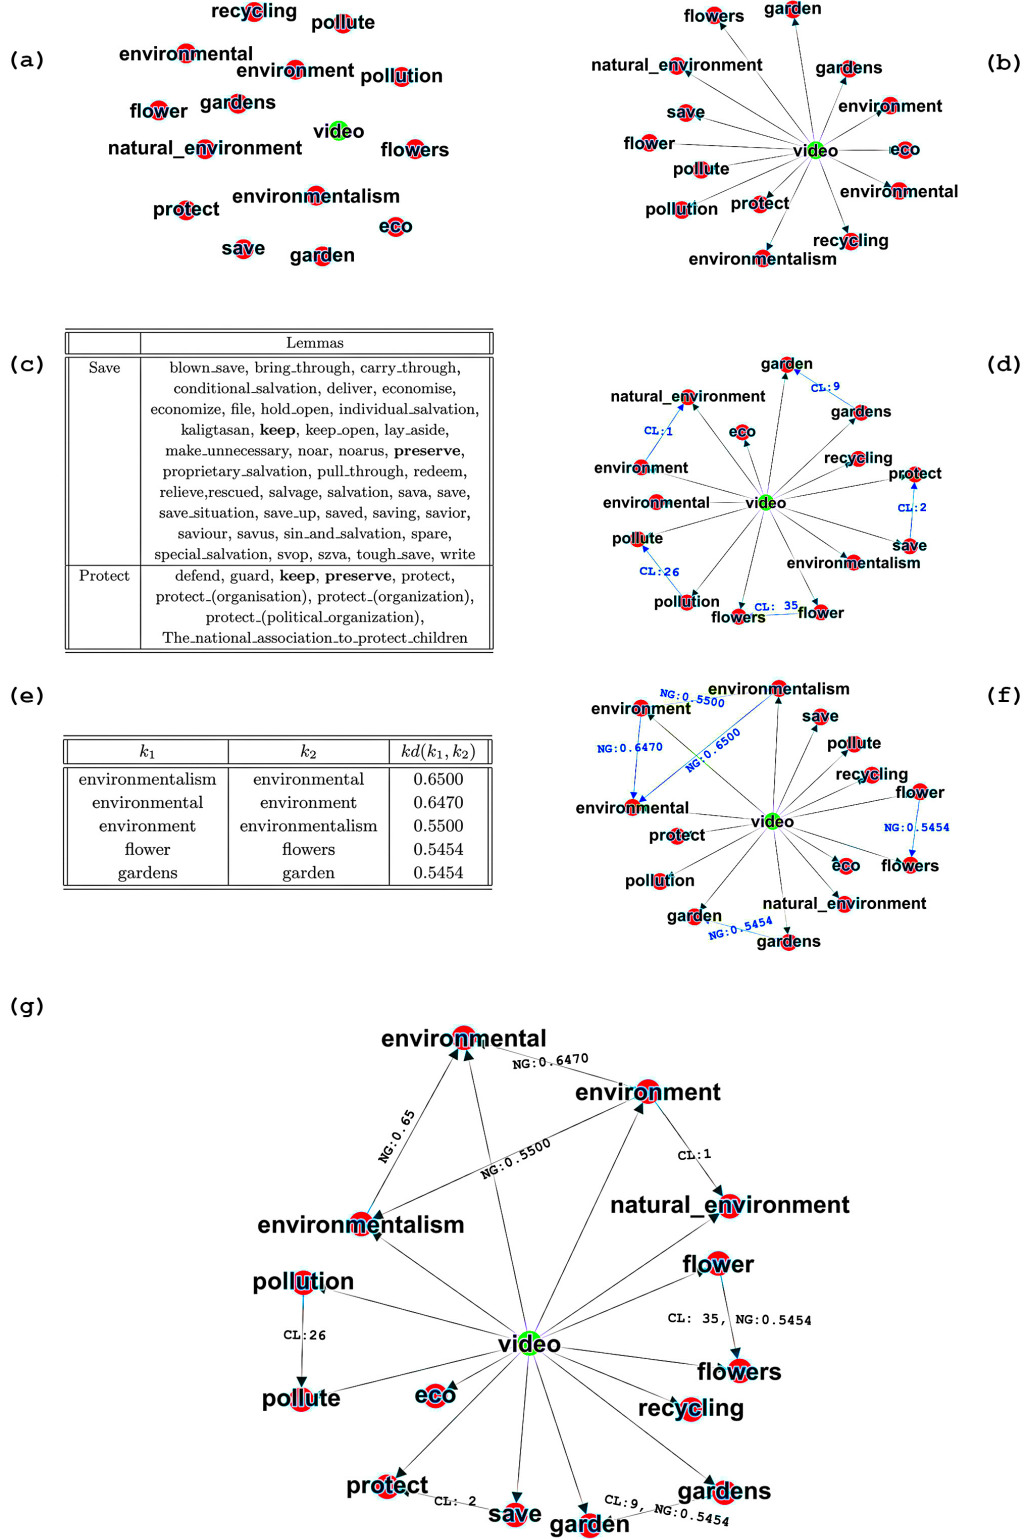 (a)
recycling
pollute
environmental
environment
pollution
flower
gardens
video
natural_environment
flowers
environmentalism
protect
eco
save
garden
(b)
flowers
garden
natural_environment
gardens
save
environment
flower
video
eco
pollute
environmental
pollution
protect
recycling
environmentalism
(c)
Lemmas
Save
blown_save, bring_through, carry_through,
conditional_salvation, deliver, economise,
economize, file, hold_open, individual_salvation,
kaligtasan, keep, keep_open, lay_aside,
make_unnecessary, noar, noarus, preserve,
proprietary_salvation, pull_through, redeem,
relieve,rescued, salvage, salvation, sava, save,
save_situation, save_up, saved, saving, savior,
saviour, savus, sin_and_salvation, spare,
special_salvation, svop, szva, tough_save, write
Protect
defend, guard, keep, preserve, protect,
protect_(organisation), protect_(organization),
protect_(political_organization),
The_national_association_to_protect_children
(d)
garden
CL:9
natural_environment
gardens
CL:1
eco
recycling
environment
protect
environmental
video
CL:2
pollute
save
environmentalism
CL:26
pollution
CL: 35
flowers
flower
(e)
k1 k2 kd(k1, k2)
environmentalism environmental 0.6500
environmental environment 0.6470
environment environmentalism 0.5500
flower flowers 0.5454
gardens garden 0.5454
(f)
environmentalism
NG:0.5500
environment
save
NG:0.6470
NG:0.6500
pollute
recycling
flower
environmental
video
NG:0.5454
protect
eco
flowers
pollution
natural_environment
garden
NG:0.5454
gardens
(g)
environmental
NG:0.6470
environment
NG:0.65
NG:0.5500
CL:1
natural_environment
environmentalism
flower
pollution
CL: 35, NG:0.5454
CL:26
video
flowers
pollute
eco
recycling
protect
CL: 2
save
gardens
CL:9, NG:0.5454
garden